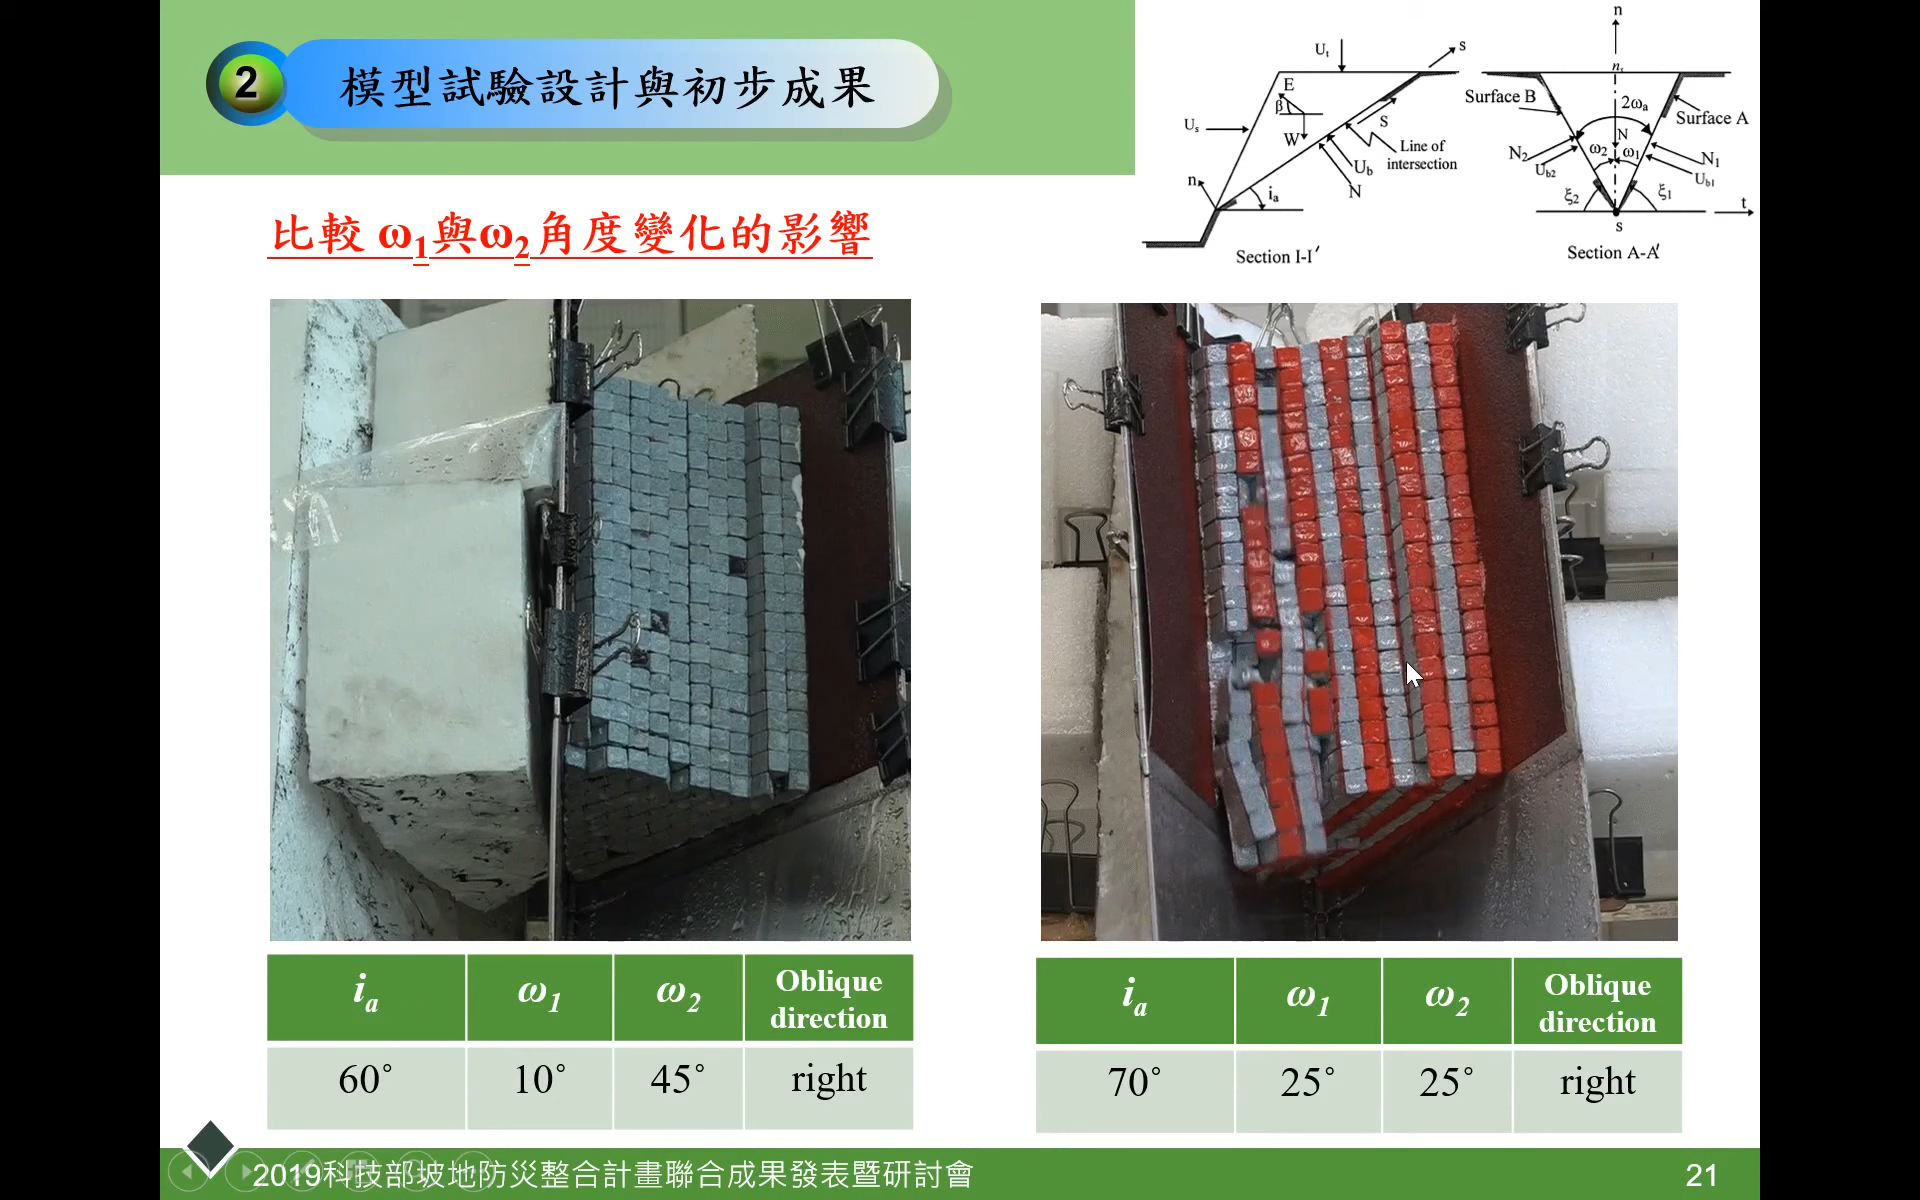 2
模型試驗設計與初步成果
比較 ω1與ω2角度變化的影響
Ut
s
E
β
Us
W
S
Line of
intersection
Ub
n
N
ia
Section I-I′
n
ns
Surface B
2ωa
Surface A
N
N2
ω2
ω1
N1
Ub2
Ub1
ξ2
ξ1
t
s
Section A-A′
ia ω1 ω2 Oblique direction
60° 10° 45° right
ia ω1 ω2 Oblique direction
70° 25° 25° right
2019科技部坡地防災整合計畫聯合成果發表暨研討會
21